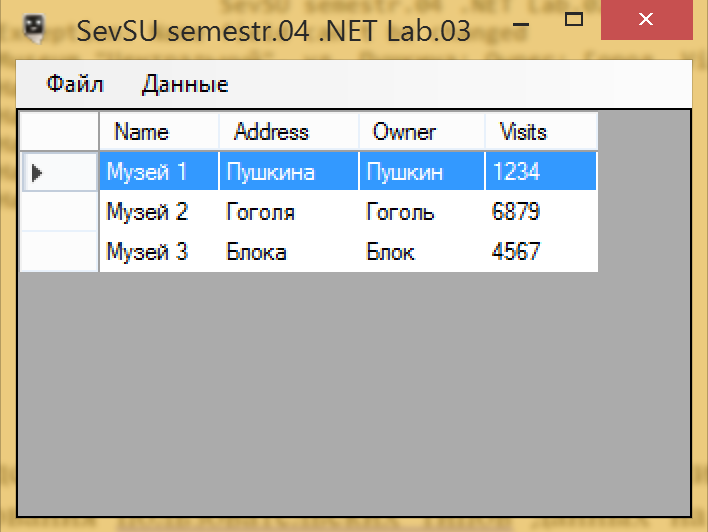 SevSU semestr.04 .NET Lab.03
Файл Данные
Name Address Owner Visits
Музей 1 Пушкина Пушкин 1234
Музей 2 Гоголя Гоголь 6879
Музей 3 Блока Блок 4567